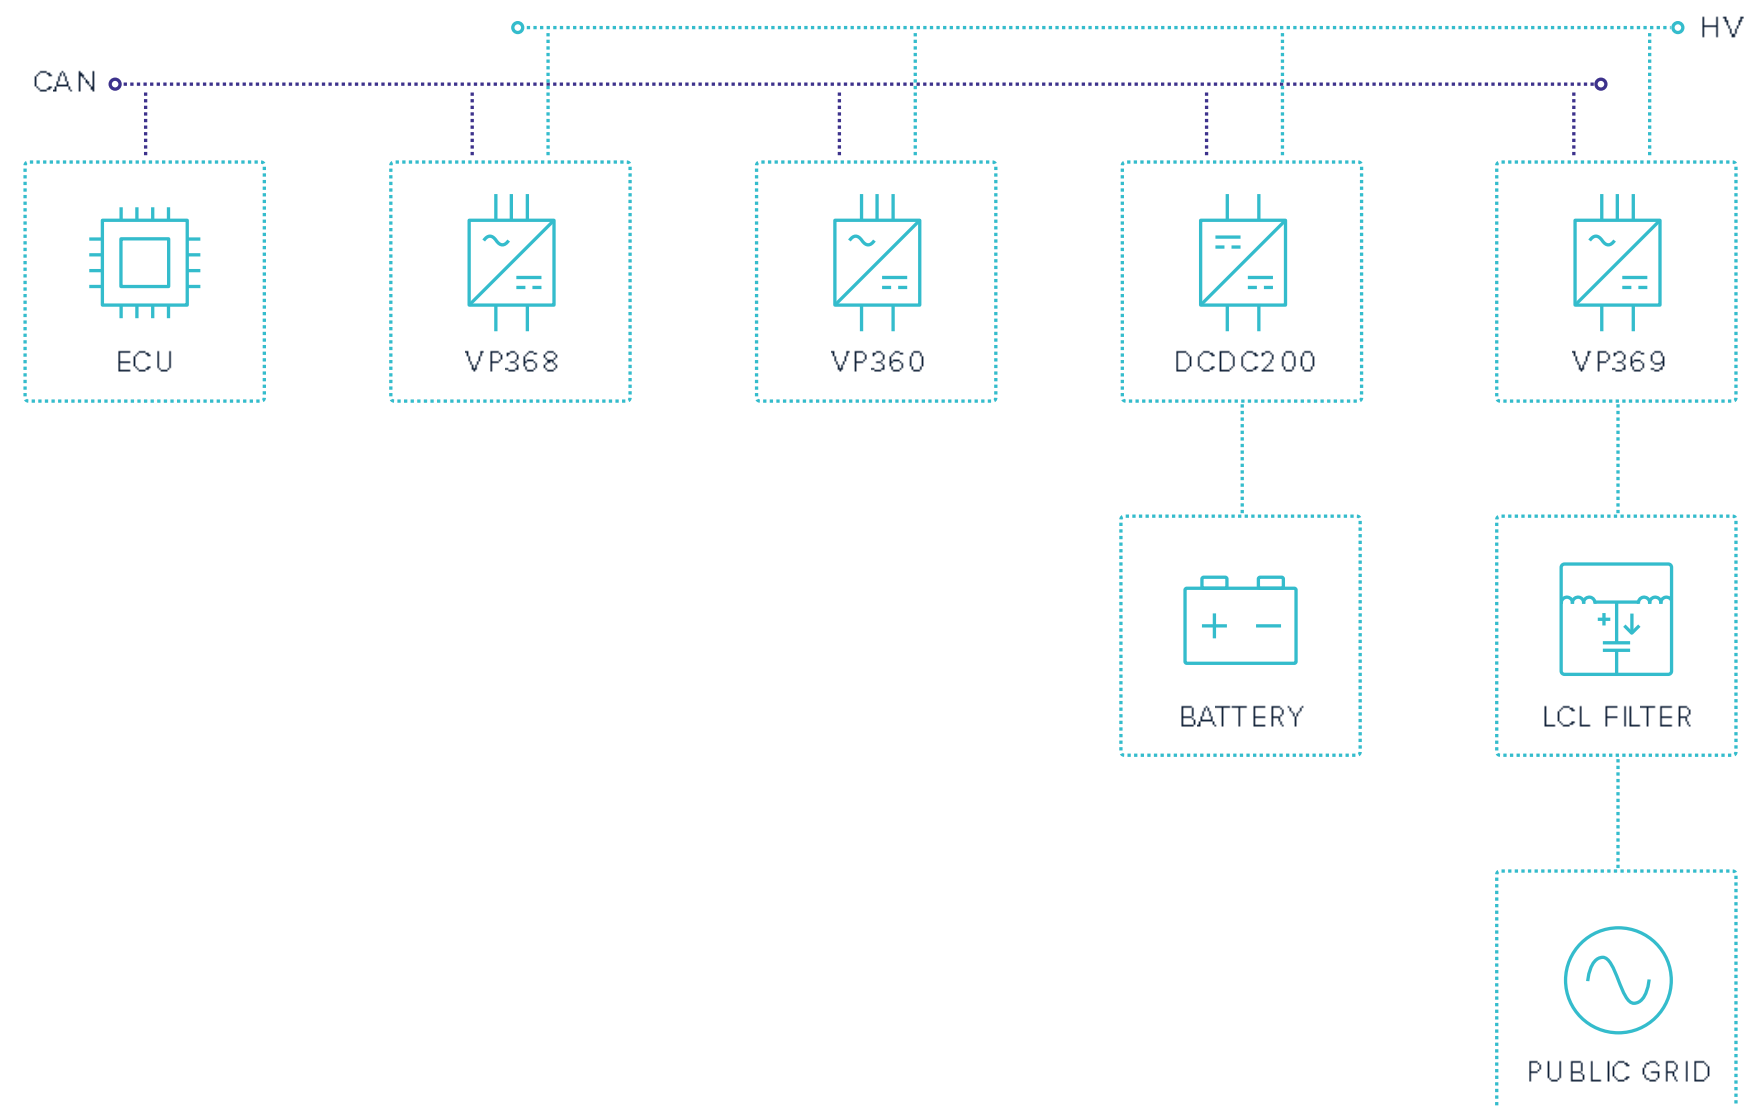 HV
CAN
ECU
VP368
VP360
DCDC200
VP369
BATTERY
LCL FILTER
PUBLIC GRID